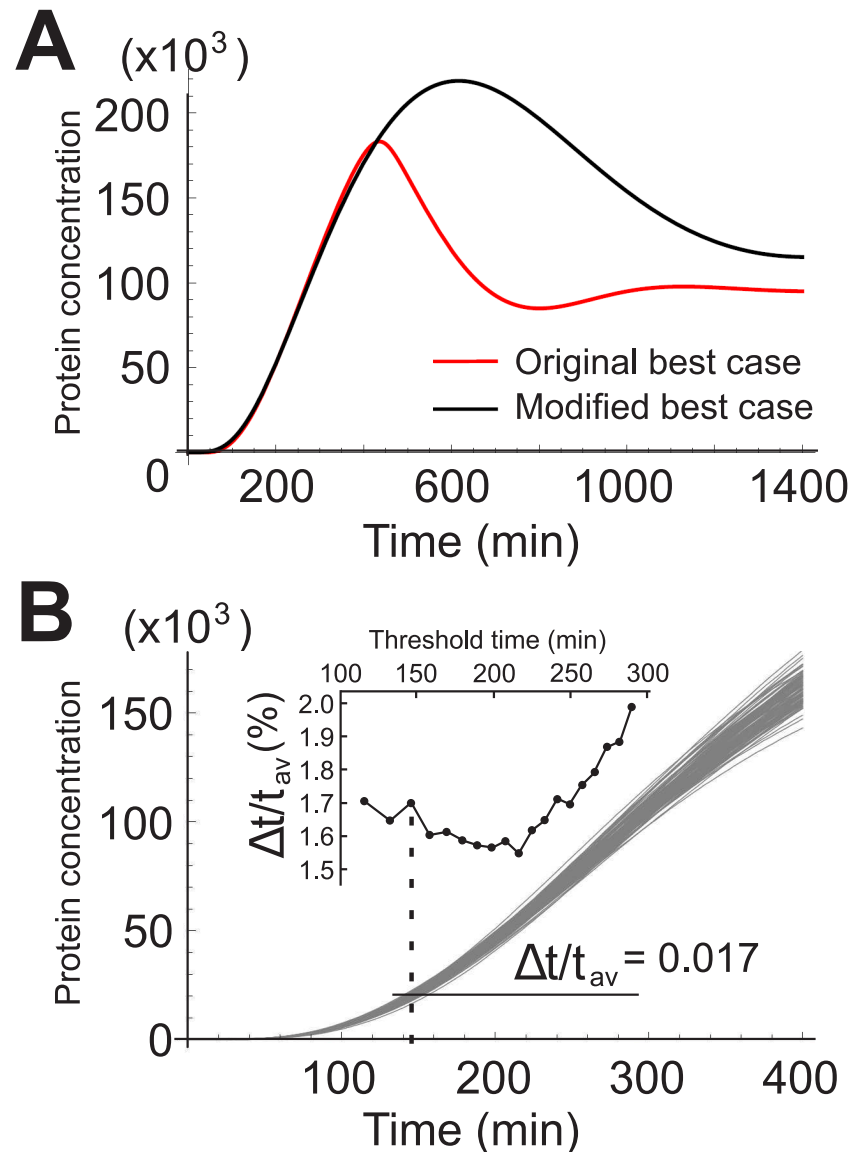 A
(x10³)
Protein concentration
200
150
100
50
0
Original best case
Modified best case
200 600 1000 1400
Time (min)
B
(x10³)
Protein concentration
150
100
50
0
Threshold time (min)
100 150 200 250 300
Δt/tav (%)
2.0
1.9
1.8
1.7
1.6
1.5
Δt/tav = 0.017
100 200 300 400
Time (min)